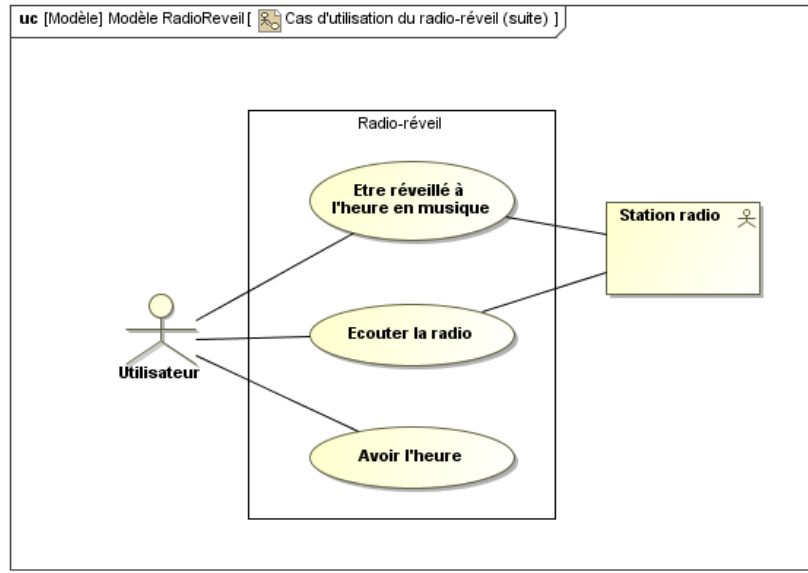 uc [Modèle] Modèle RadioReveil[ Cas d'utilisation du radio-réveil (suite) ]
Radio-réveil
Etre réveillé à
l'heure en musique
Station radio
Ecouter la radio
Utilisateur
Avoir l'heure